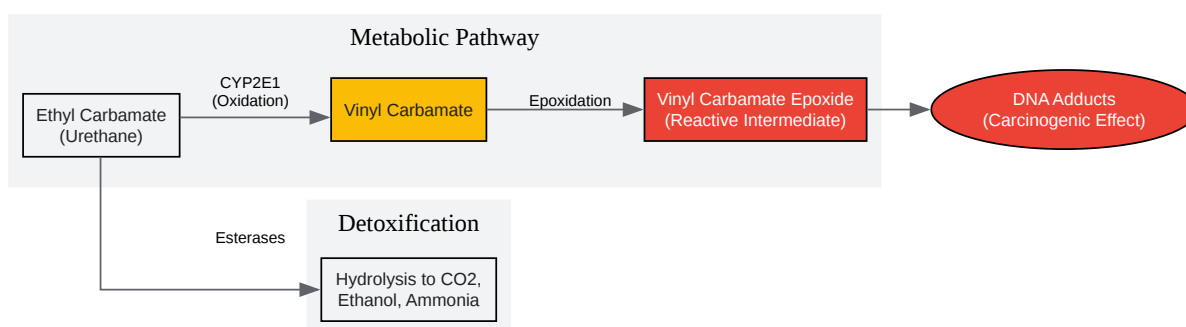 Metabolic Pathway
CYP2E1
(Oxidation)
Ethyl Carbamate
(Urethane)
Vinyl Carbamate
Epoxidation
Vinyl Carbamate Epoxide
(Reactive Intermediate)
DNA Adducts
(Carcinogenic Effect)
Esterases
Detoxification
Hydrolysis to CO2,
Ethanol, Ammonia